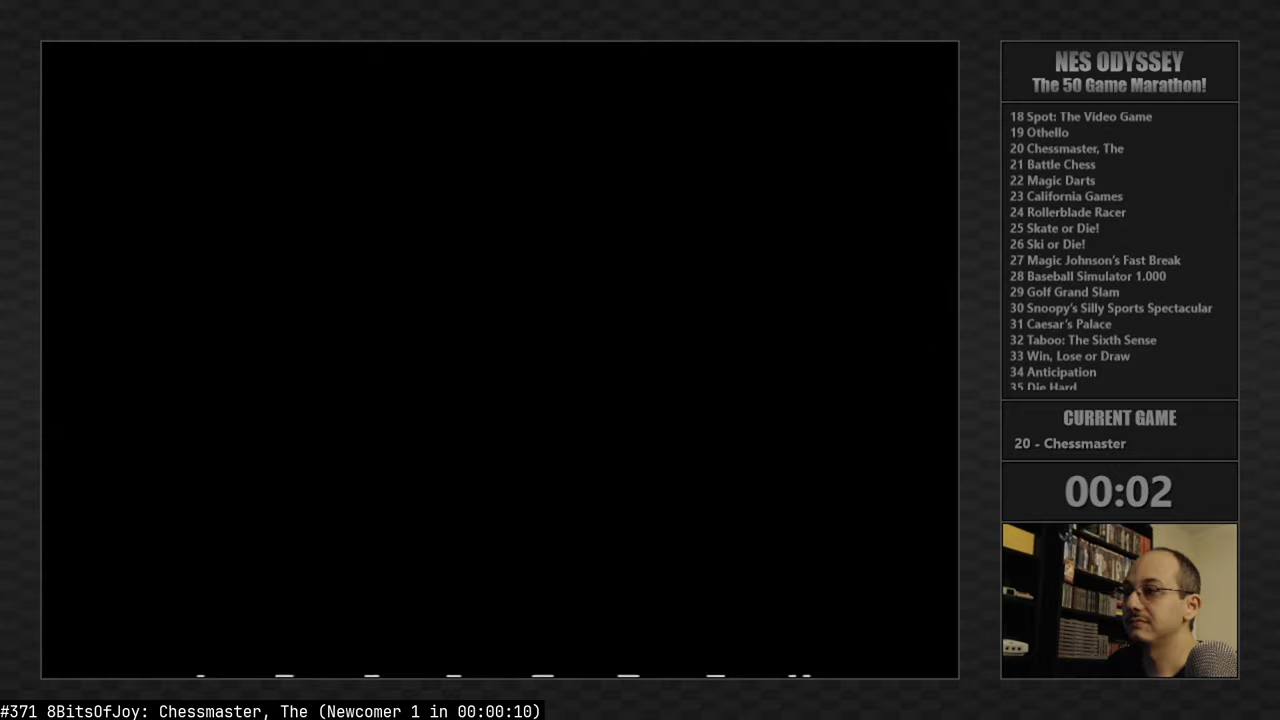 NES ODYSSEY
The 50 Game Marathon!
18 Spot: The Video Game
19 Othello
20 Chessmaster, The
21 Battle Chess
22 Magic Darts
23 California Games
24 Rollerblade Racer
25 Skate or Die!
26 Ski or Die!
27 Magic Johnson's Fast Break
28 Baseball Simulator 1.000
29 Golf Grand Slam
30 Snoopy's Silly Sports Spectacular
31 Caesar's Palace
32 Taboo: The Sixth Sense
33 Win, Lose or Draw
34 Anticipation
35 Die Hard
CURRENT GAME
20 - Chessmaster
00:02
#371 8BitsOfJoy: Chessmaster, The (Newcomer 1 in 00:00:10)